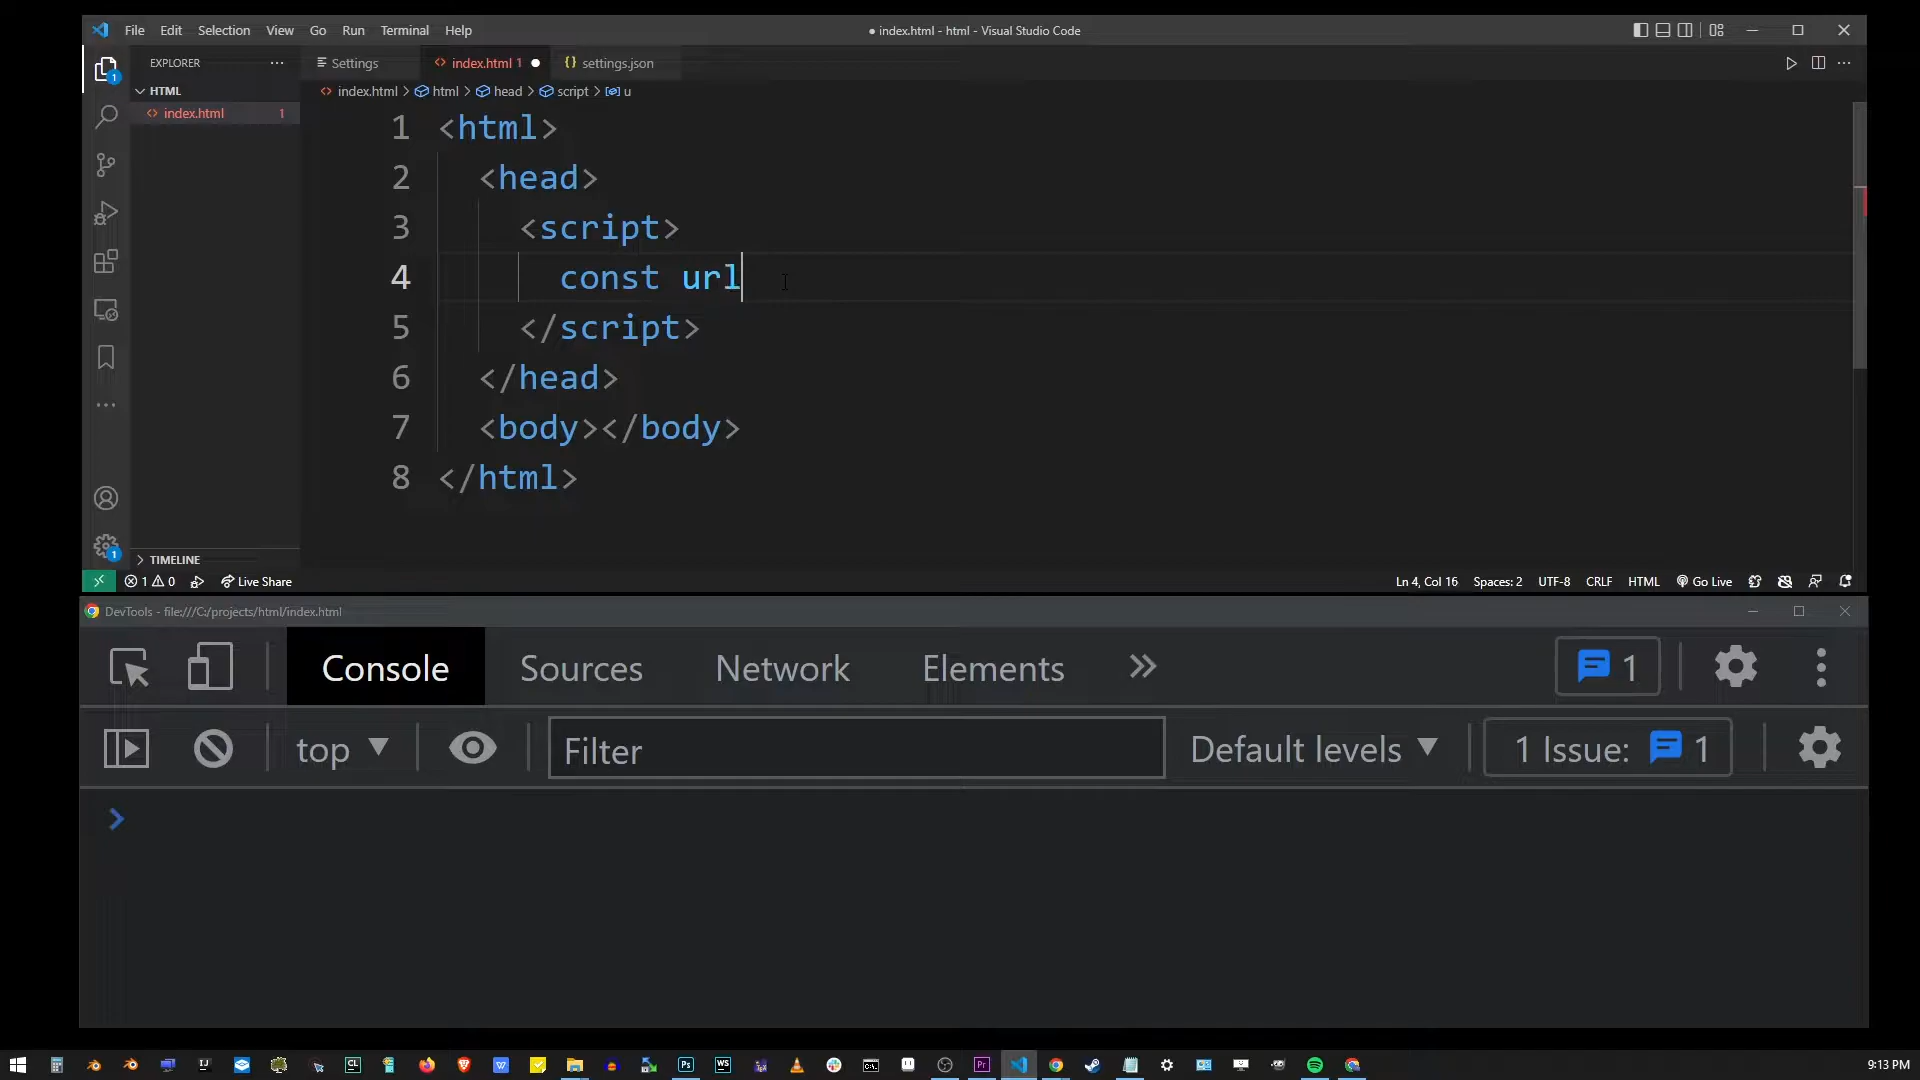 File Edit Selection View Go Run Terminal Help
● index.html - html - Visual Studio Code
EXPLORER
Settings
index.html 1
{} settings.json
HTML
index.html 1
<> index.html > html > head > script > u
1 <html>
2 <head>
3 <script>
4 const url
5 </script>
6 </head>
7 <body></body>
8 </html>
TIMELINE
1 0
Live Share
Ln 4, Col 16 Spaces: 2 UTF-8 CRLF HTML Go Live
DevTools - file:///C:/projects/html/index.html
Console Sources Network Elements 1
top Filter Default levels 1 Issue: 1
9:13 PM